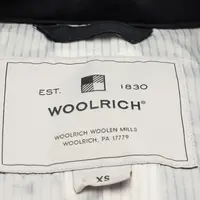 EST. 1830
WOOLRICH®
WOOLRICH WOOLEN MILLS
WOOLRICH, PA 17779
XS